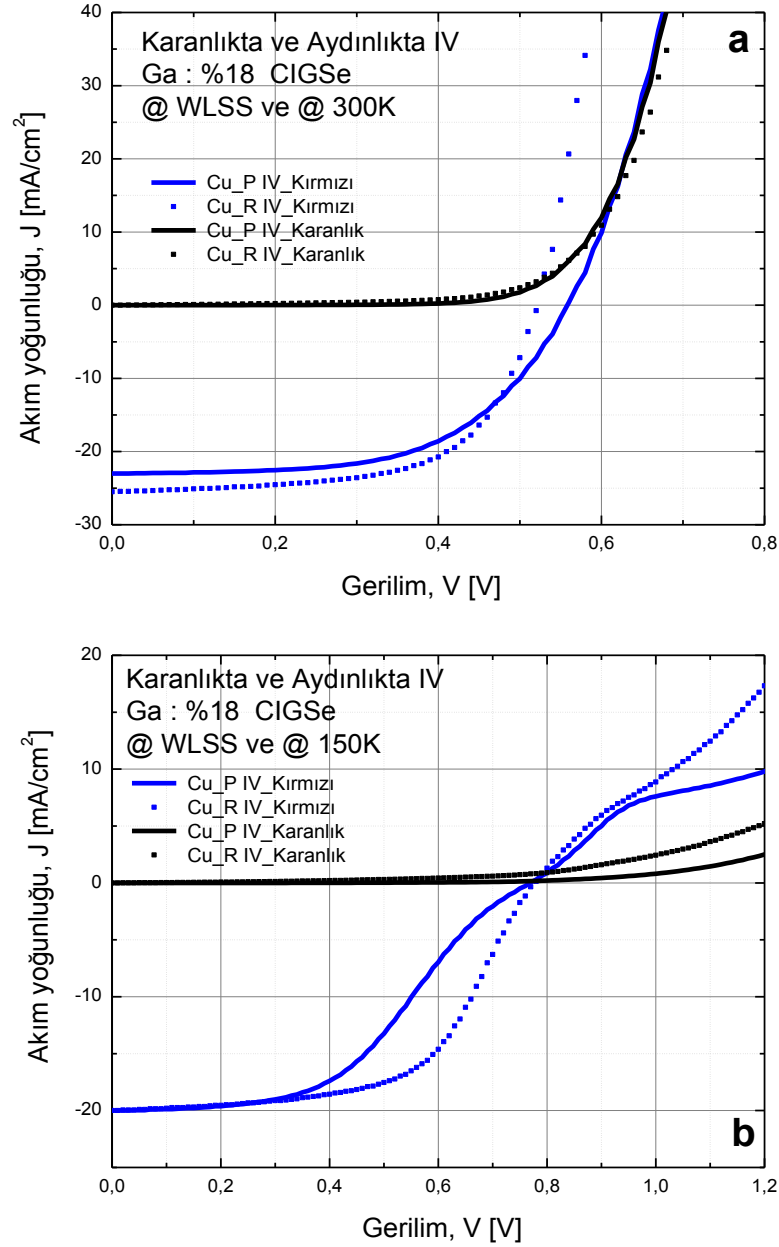 Karanlıkta ve Aydınlıkta IV
Ga : %18 CIGSe
@ WLSS ve @ 300K
a
Cu_P IV_Kırmızı
Cu_R IV_Kırmızı
Cu_P IV_Karanlık
Cu_R IV_Karanlık
40
30
20
10
0
-10
-20
-30
Akım yoğunluğu, J [mA/cm²]
0,0 0,2 0,4 0,6 0,8
Gerilim, V [V]
Karanlıkta ve Aydınlıkta IV
Ga : %18 CIGSe
@ WLSS ve @ 150K
Cu_P IV_Kırmızı
Cu_R IV_Kırmızı
Cu_P IV_Karanlık
Cu_R IV_Karanlık
20
10
0
-10
-20
-25
Akım yoğunluğu, J [mA/cm²]
b
0,0 0,2 0,4 0,6 0,8 1,0 1,2
Gerilim, V [V]